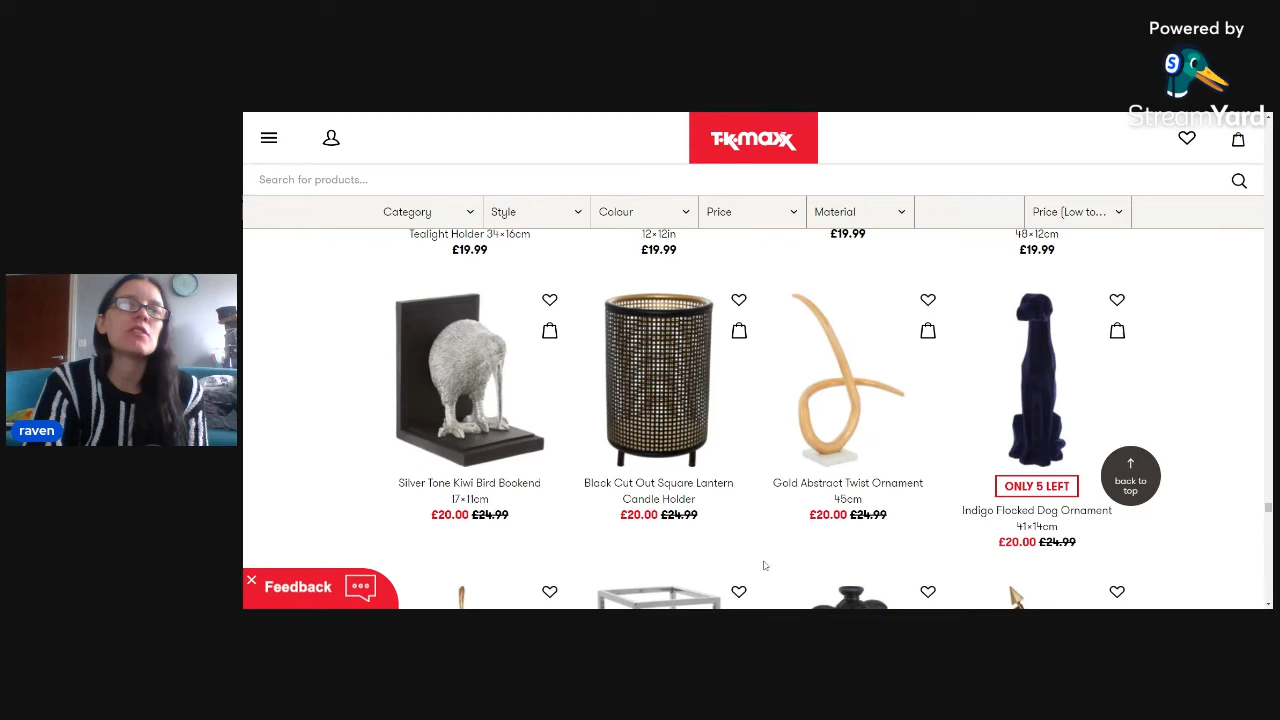 Powered by
StreamYard
TK-maxx
Search for products...
Category
Style
Colour
Price
Material
Price (Low to...
Tealight Holder 34×16cm
£19.99
12×12in
£19.99
£19.99
48×12cm
£19.99
raven
Silver Tone Kiwi Bird Bookend
17×11cm
£20.00 £24.99
Black Cut Out Square Lantern
Candle Holder
£20.00 £24.99
Gold Abstract Twist Ornament
45cm
£20.00 £24.99
ONLY 5 LEFT
Indigo Flocked Dog Ornament
41×14cm
£20.00 £24.99
back to
top
Feedback